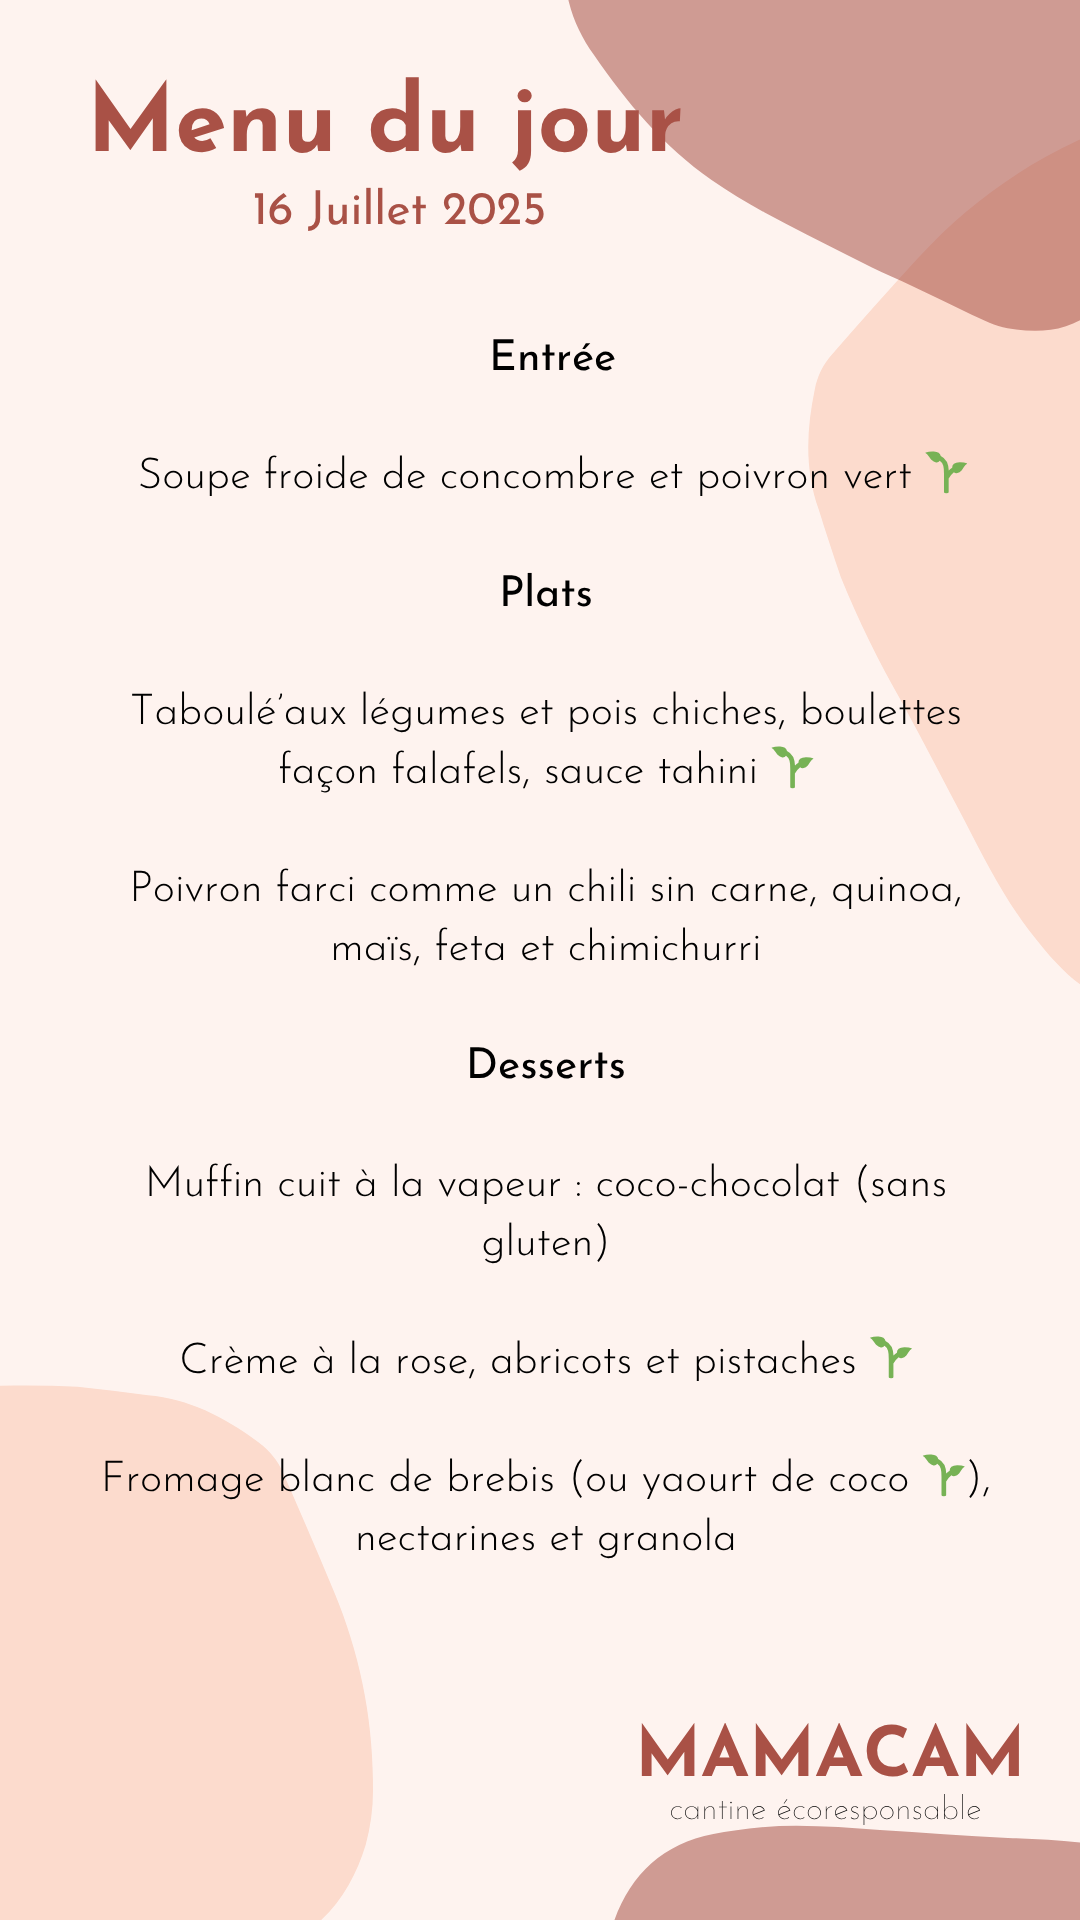 Menu du jour
16 Juillet 2025
Entrée
Soupe froide de concombre et poivron vert 🌱
Plats
Taboulé’aux légumes et pois chiches, boulettes
façon falafels, sauce tahini 🌱
Poivron farci comme un chili sin carne, quinoa,
maïs, feta et chimichurri
Desserts
Muffin cuit à la vapeur : coco-chocolat (sans
gluten)
Crème à la rose, abricots et pistaches 🌱
Fromage blanc de brebis (ou yaourt de coco 🌱),
nectarines et granola
MAMACAM
cantine écoresponsable